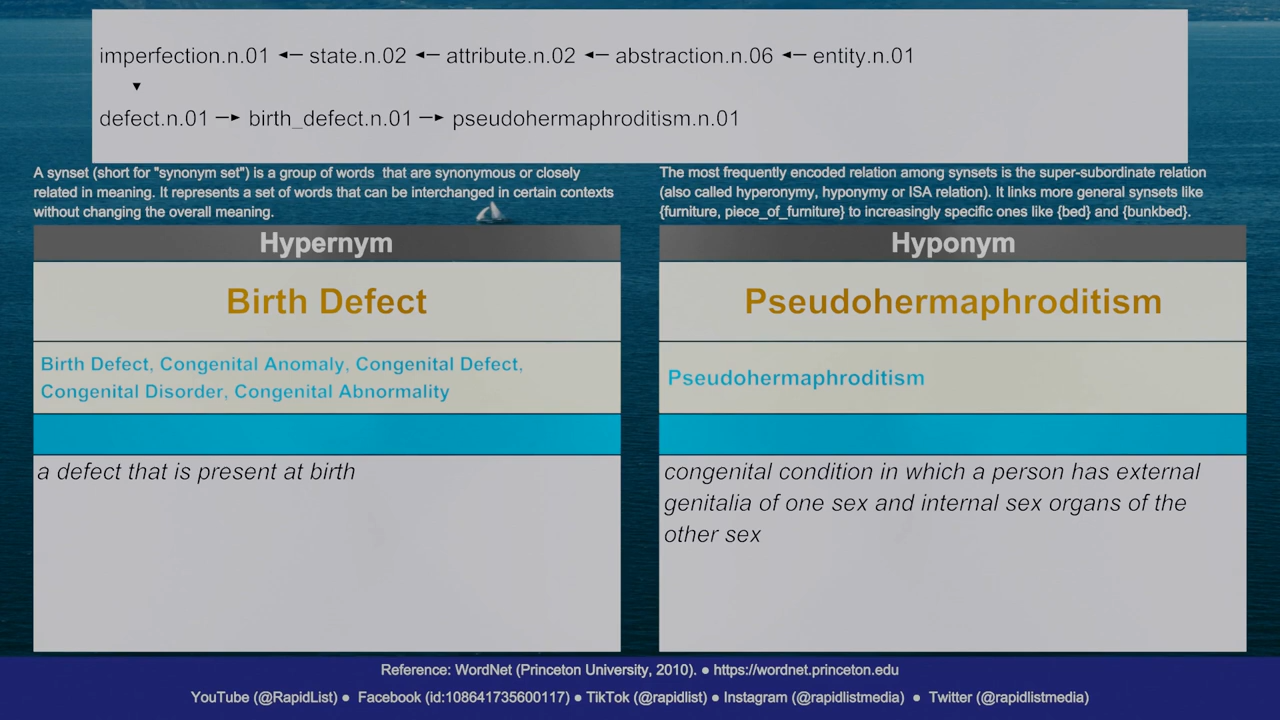 imperfection.n.01 ← state.n.02 ← attribute.n.02 ← abstraction.n.06 ← entity.n.01
▼
defect.n.01 → birth_defect.n.01 → pseudohermaphroditism.n.01
A synset (short for "synonym set") is a group of words that are synonymous or closely
related in meaning. It represents a set of words that can be interchanged in certain contexts
without changing the overall meaning.
The most frequently encoded relation among synsets is the super-subordinate relation
(also called hyperonymy, hyponymy or ISA relation). It links more general synsets like
{furniture, piece_of_furniture} to increasingly specific ones like {bed} and {bunkbed}.
Hypernym
Birth Defect
Birth Defect, Congenital Anomaly, Congenital Defect,
Congenital Disorder, Congenital Abnormality
a defect that is present at birth
Hyponym
Pseudohermaphroditism
Pseudohermaphroditism
congenital condition in which a person has external
genitalia of one sex and internal sex organs of the
other sex
Reference: WordNet (Princeton University, 2010). ● https://wordnet.princeton.edu
YouTube (@RapidList) ● Facebook (id:108641735600117) ● TikTok (@rapidlist) ● Instagram (@rapidlistmedia) ● Twitter (@rapidlistmedia)